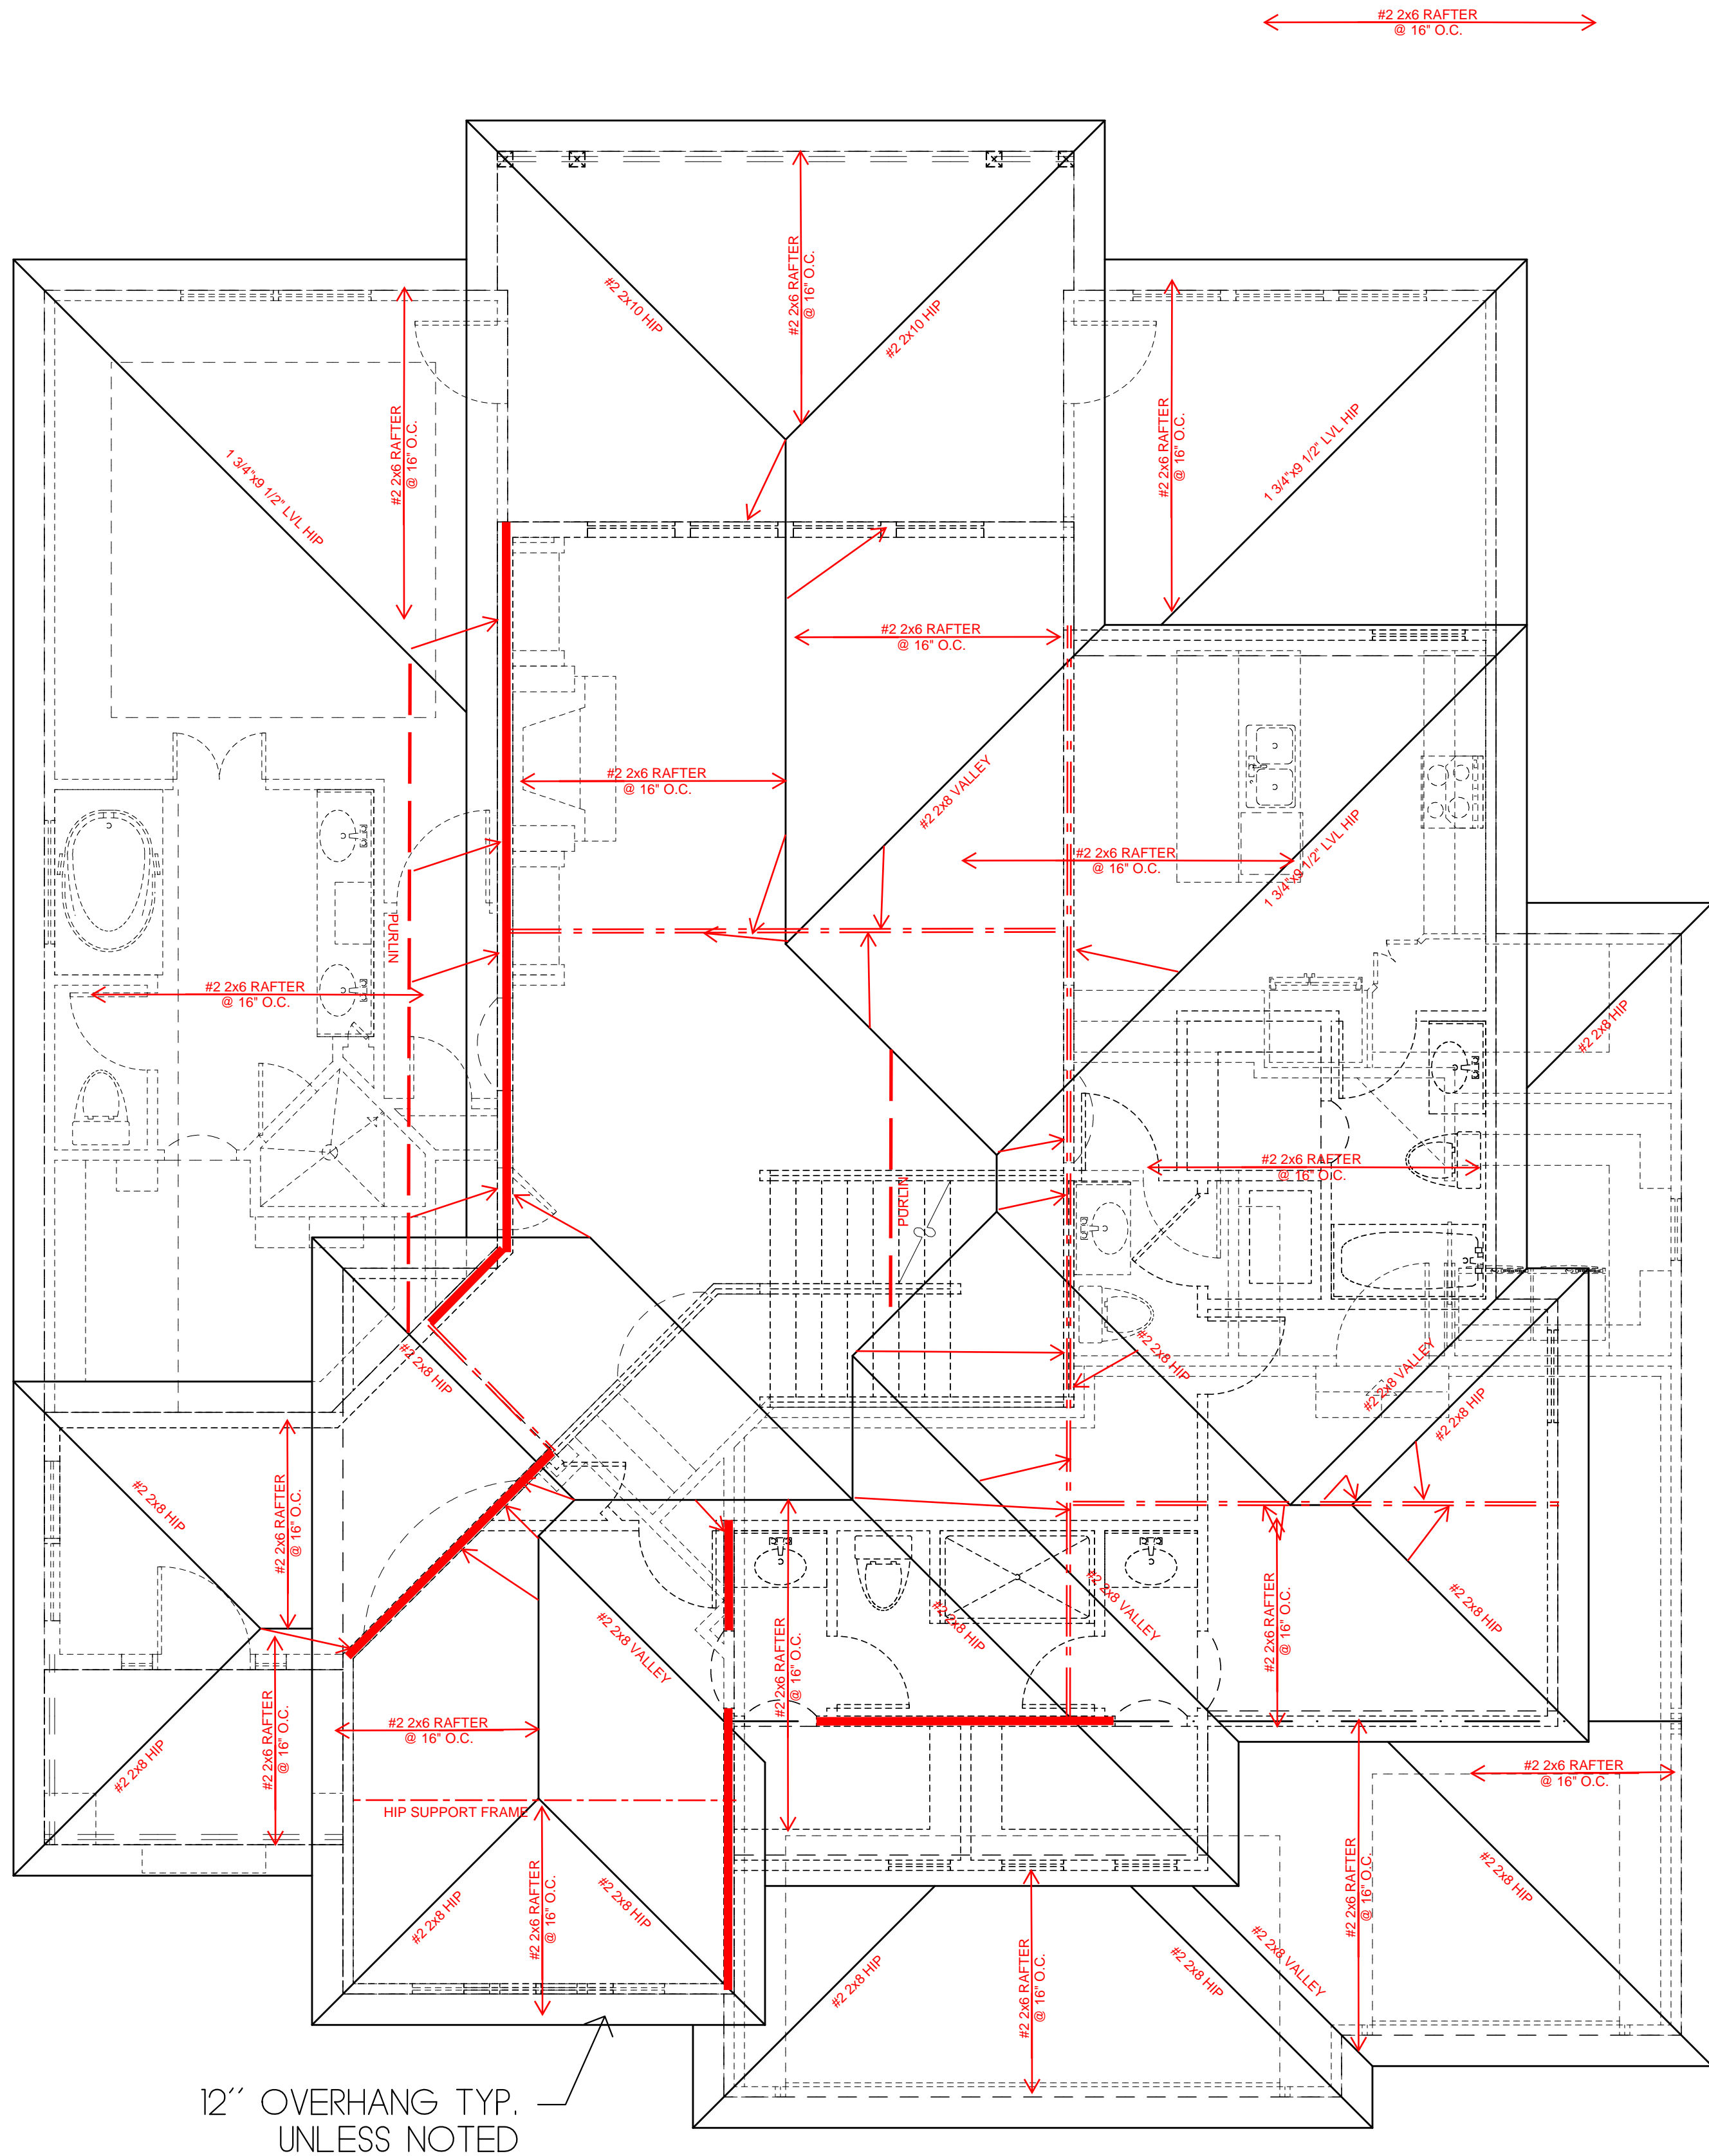 #2 2x6 RAFTER
@ 16" O.C.
#2 2x10 HIP
#2 2x6 RAFTER
@ 16" O.C.
#2 2x10 HIP
1 3/4"x9 1/2" LVL HIP
#2 2x6 RAFTER
@ 16" O.C.
#2 2x6 RAFTER
@ 16" O.C.
1 3/4"x9 1/2" LVL HIP
#2 2x6 RAFTER
@ 16" O.C.
#2 2x6 RAFTER
@ 16" O.C.
#2 2x8 VALLEY
#2 2x6 RAFTER
@ 16" O.C.
1 3/4"x9 1/2" LVL HIP
PURLIN
#2 2x6 RAFTER
@ 16" O.C.
#2 2x8 HIP
#2 2x6 RAFTER
@ 16" O.C.
PURLIN
#2 2x8 HIP
#2 2x8 HIP
#2 2x8 VALLEY
#2 2x8 HIP
#2 2x8 HIP
#2 2x6 RAFTER
@ 16" O.C.
#2 2x8 VALLEY
#2 2x6 RAFTER
@ 16" O.C.
#2 2x8 HIP
#2 2x8 VALLEY
#2 2x6 RAFTER
@ 16" O.C.
#2 2x8 HIP
#2 2x8 HIP
#2 2x6 RAFTER
@ 16" O.C.
#2 2x6 RAFTER
@ 16" O.C.
#2 2x6 RAFTER
@ 16" O.C.
HIP SUPPORT FRAME
#2 2x8 HIP
#2 2x6 RAFTER
@ 16" O.C.
#2 2x8 HIP
#2 2x8 HIP
#2 2x6 RAFTER
@ 16" O.C.
#2 2x8 HIP
#2 2x8 VALLEY
#2 2x6 RAFTER
@ 16" O.C.
#2 2x8 HIP
12'' OVERHANG TYP.
UNLESS NOTED